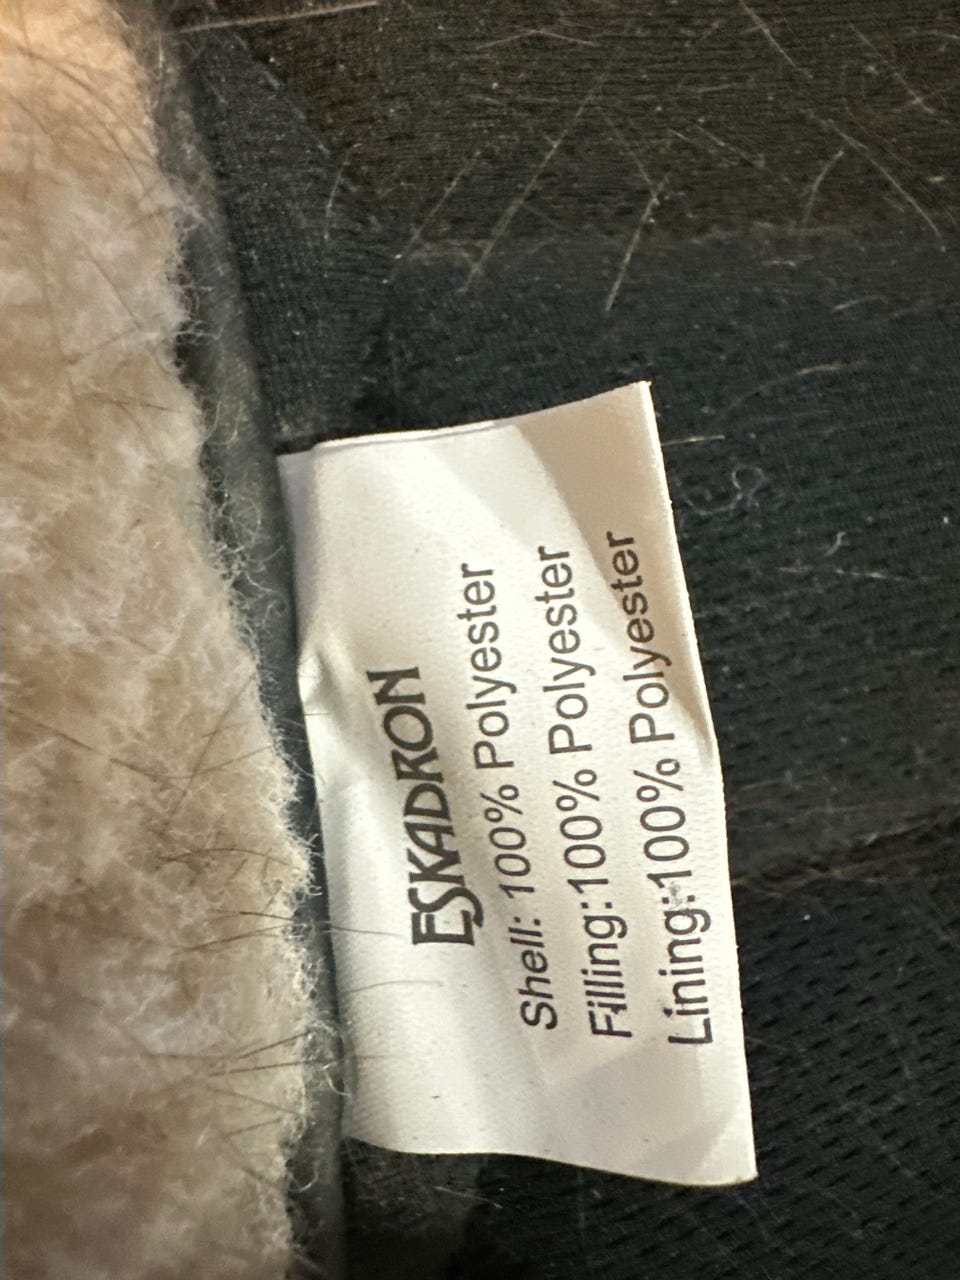 ESKADRON
Shell: 100% Polyester
Filling:100% Polyester
Lining:100% Polyester